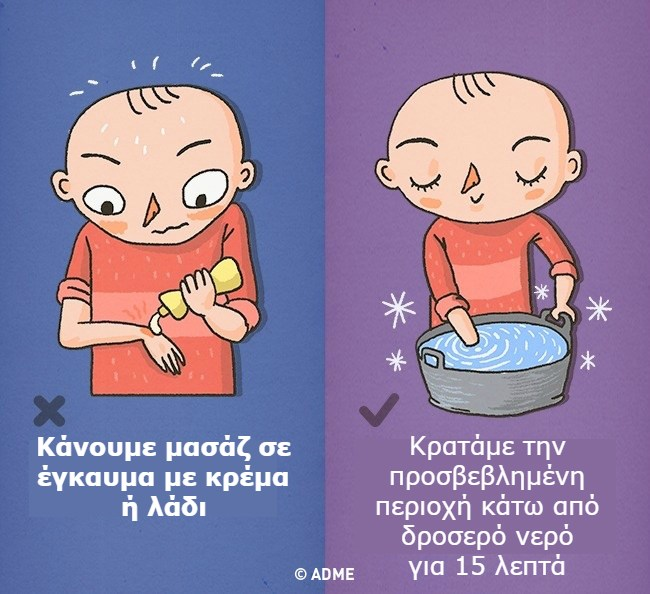 Κάνουμε μασάζ σε
έγκαυμα με κρέμα
ή λάδι
Κρατάμε την
προσβεβλημένη
περιοχή κάτω από
δροσερό νερό
για 15 λεπτά
© ADME